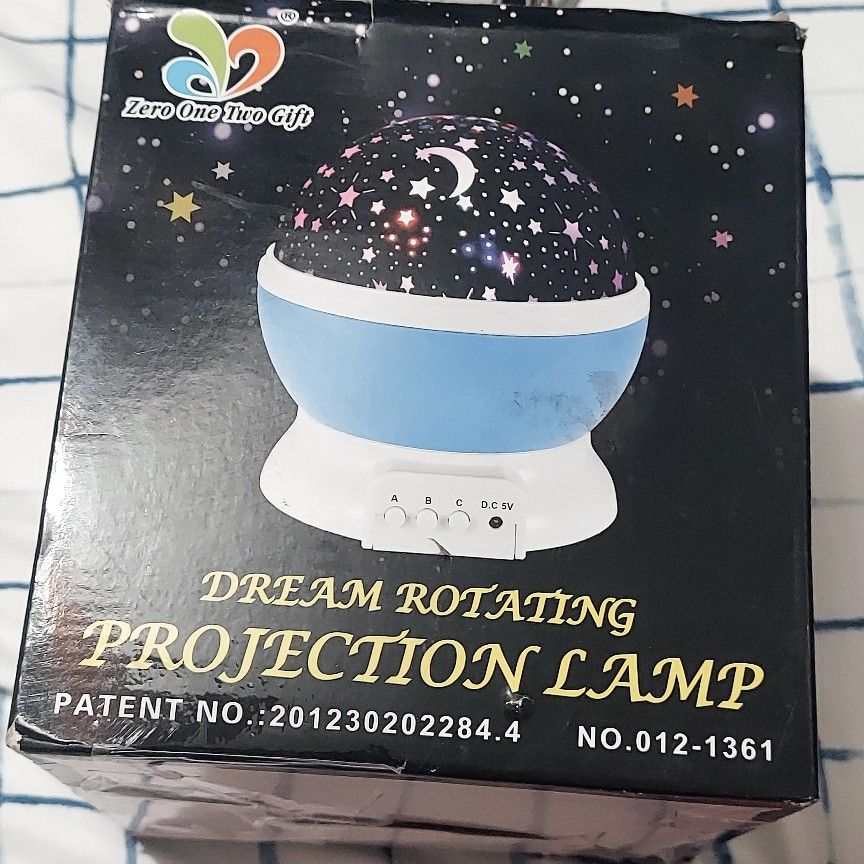 ®
Zero One Two Gift
A B C D.C 5V
DREAM ROTATING
PROJECTION LAMP
PATENT NO.:201230202284.4 NO.012-1361